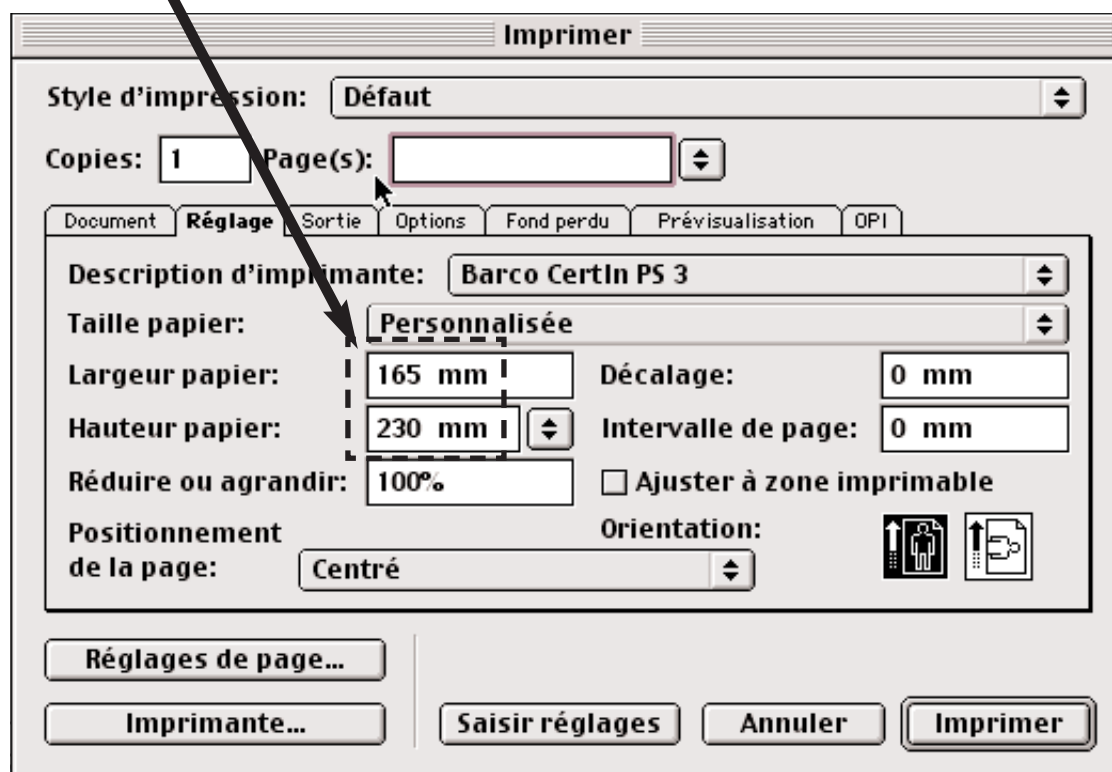 Imprimer
Style d'impression: Défaut
Copies: 1 Page(s):
Document Réglage Sortie Options Fond perdu Prévisualisation OPI
Description d'imprimante: Barco CertIn PS 3
Taille papier: Personnalisée
Largeur papier: 165 mm Décalage: 0 mm
Hauteur papier: 230 mm Intervalle de page: 0 mm
Réduire ou agrandir: 100% Ajuster à zone imprimable
Positionnement Orientation:
de la page: Centré
Réglages de page...
Imprimante... Saisir réglages Annuler Imprimer